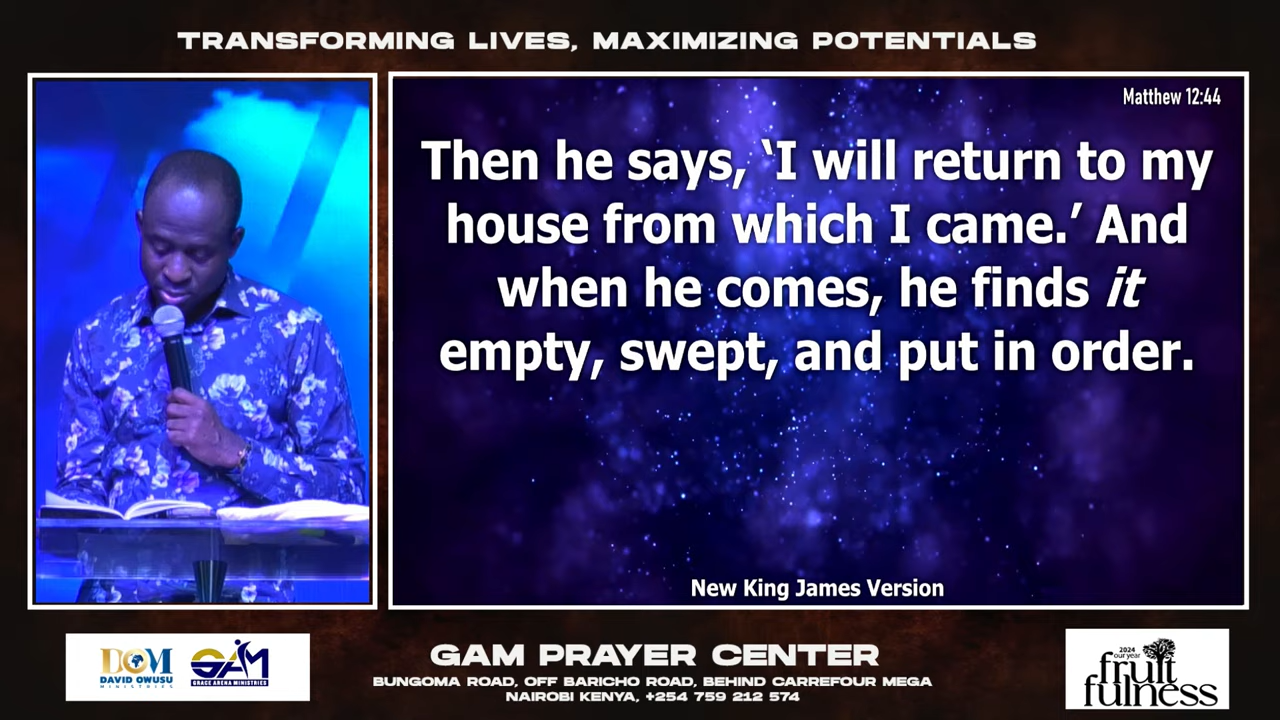 TRANSFORMING LIVES, MAXIMIZING POTENTIALS
Matthew 12:44
Then he says, ‘I will return to my
house from which I came.’ And
when he comes, he finds it
empty, swept, and put in order.
New King James Version
DOM
DAVID OWUSU
MINISTRIES
GAM
GRACE ARENA MINISTRIES
GAM PRAYER CENTER
BUNGOMA ROAD, OFF BARICHO ROAD, BEHIND CARREFOUR MEGA
NAIROBI KENYA, +254 759 212 574
2024
our year
fruit
fulness